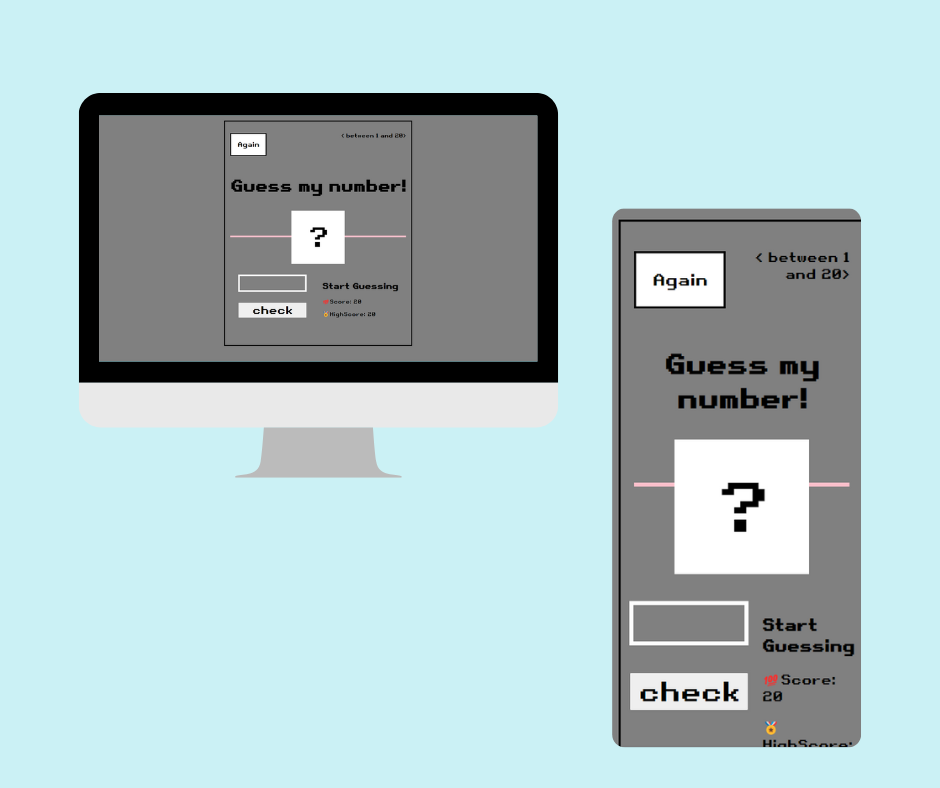 Again
< between 1 and 20>
Guess my number!
?
Start Guessing
💯Score: 20
check
🏅HighScore: 20
Again
< between 1
and 20>
Guess my
number!
?
Start
Guessing
💯Score:
20
check
🏅
HighScore: